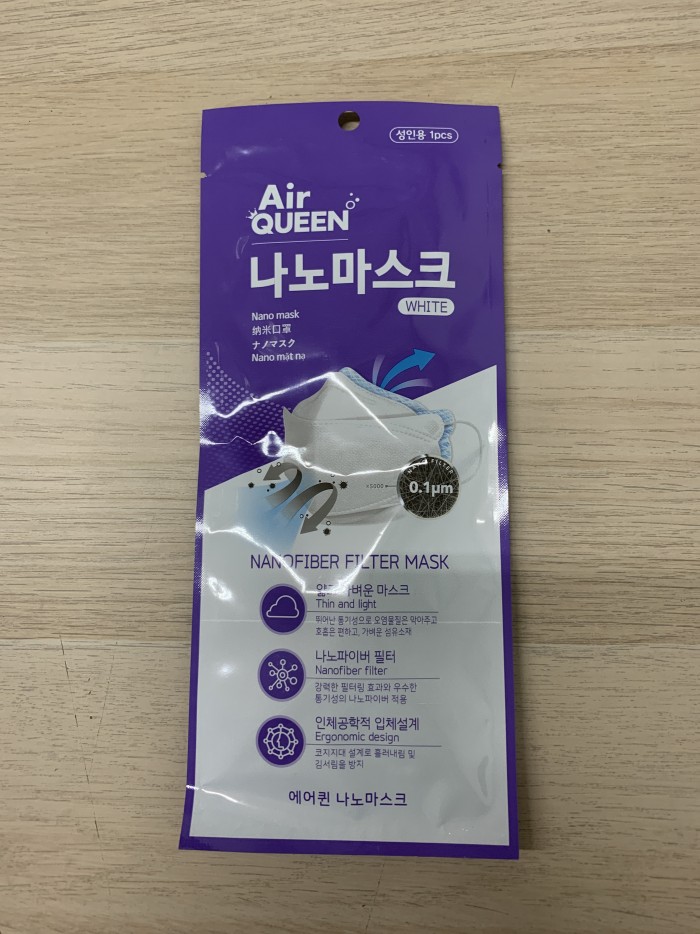 성인용 1pcs
Air
QUEEN
나노마스크
WHITE
Nano mask
纳米口罩
ナノマスク
Nano mặt nạ
×5000
0.1μm
NANOFIBER FILTER MASK
얇고 가벼운 마스크
Thin and light
뛰어난 통기성으로 오염물질은 막아주고
호흡은 편하고, 가벼운 섬유소재
나노파이버 필터
Nanofiber filter
강력한 필터링 효과와 우수한
통기성의 나노파이버 적용
인체공학적 입체설계
Ergonomic design
코지지대 설계로 흘러내림 및
김서림을 방지
에어퀸 나노마스크